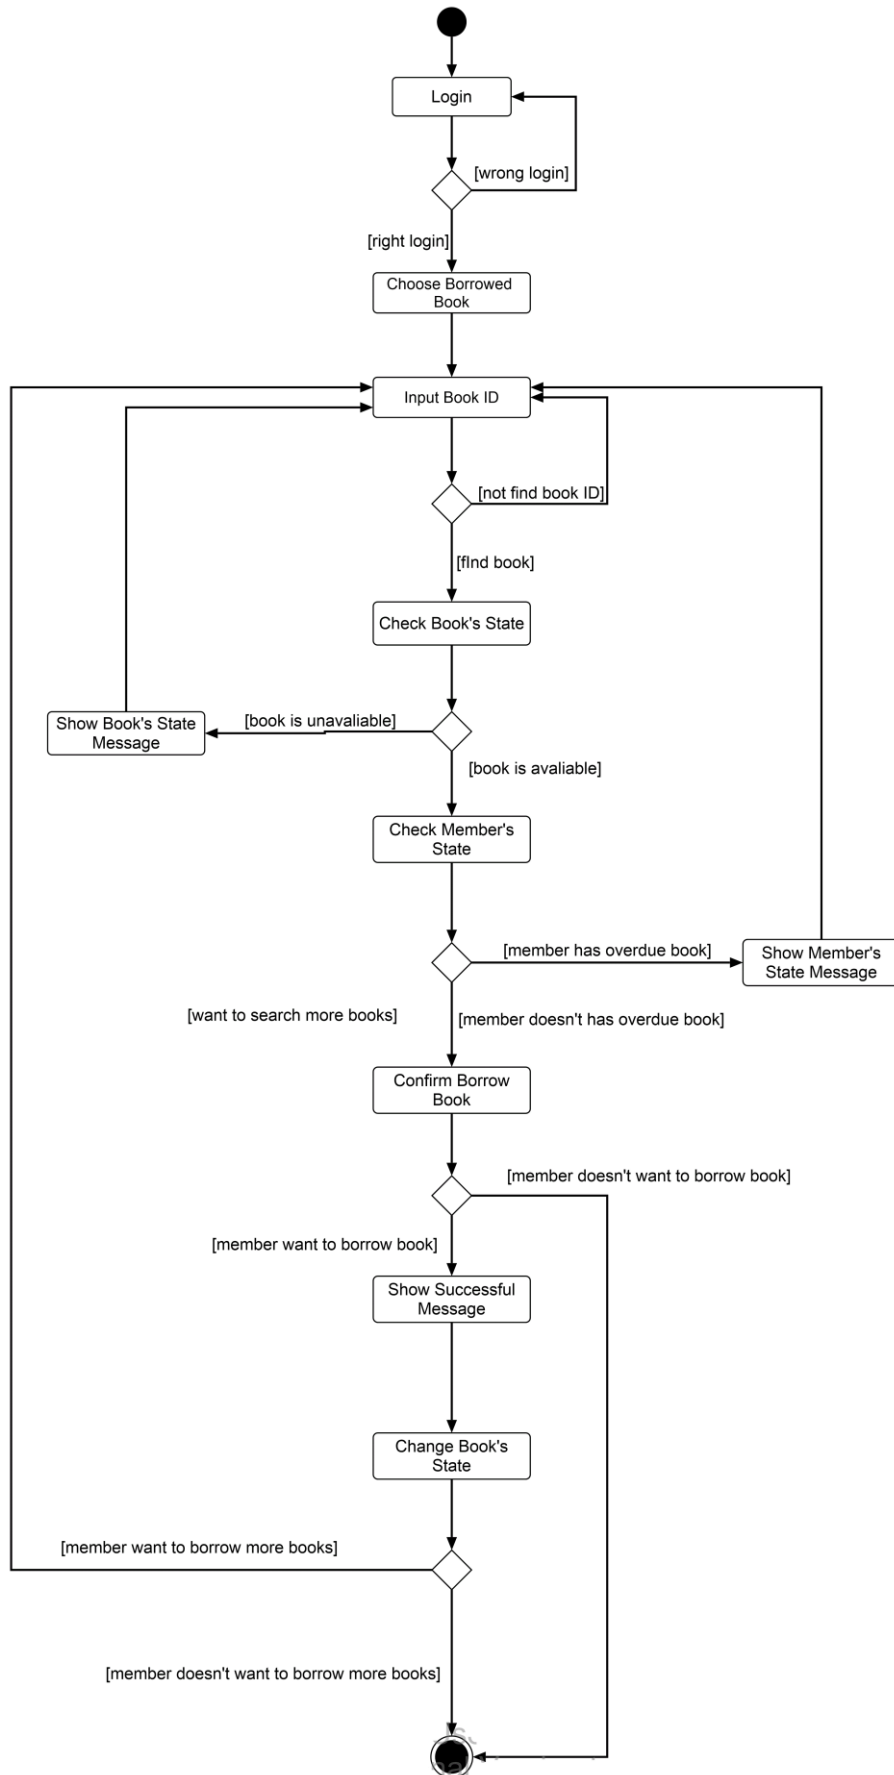 Login
[wrong login]
[right login]
Choose Borrowed
Book
Input Book ID
[not find book ID]
[fInd book]
Check Book's State
Show Book's State
Message
[book is unavaliable]
[book is avaliable]
Check Member's
State
[member has overdue book]
Show Member's
State Message
[want to search more books]
[member doesn't has overdue book]
Confirm Borrow
Book
[member doesn't want to borrow book]
[member want to borrow book]
Show Successful
Message
Change Book's
State
[member want to borrow more books]
[member doesn't want to borrow more books]